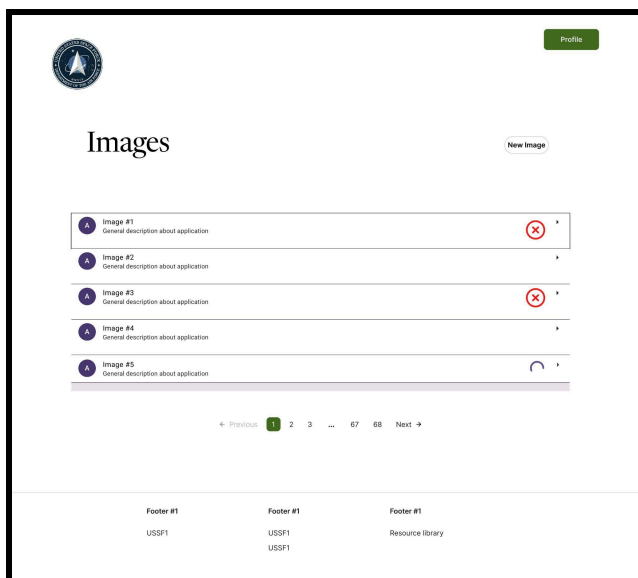 Profile
Images
New Image
A
Image #1
General description about application
A
Image #2
General description about application
A
Image #3
General description about application
A
Image #4
General description about application
A
Image #5
General description about application
← Previous 1 2 3 ... 67 68 Next →
Footer #1 Footer #1 Footer #1
USSF1 USSF1 Resource library
USSF1